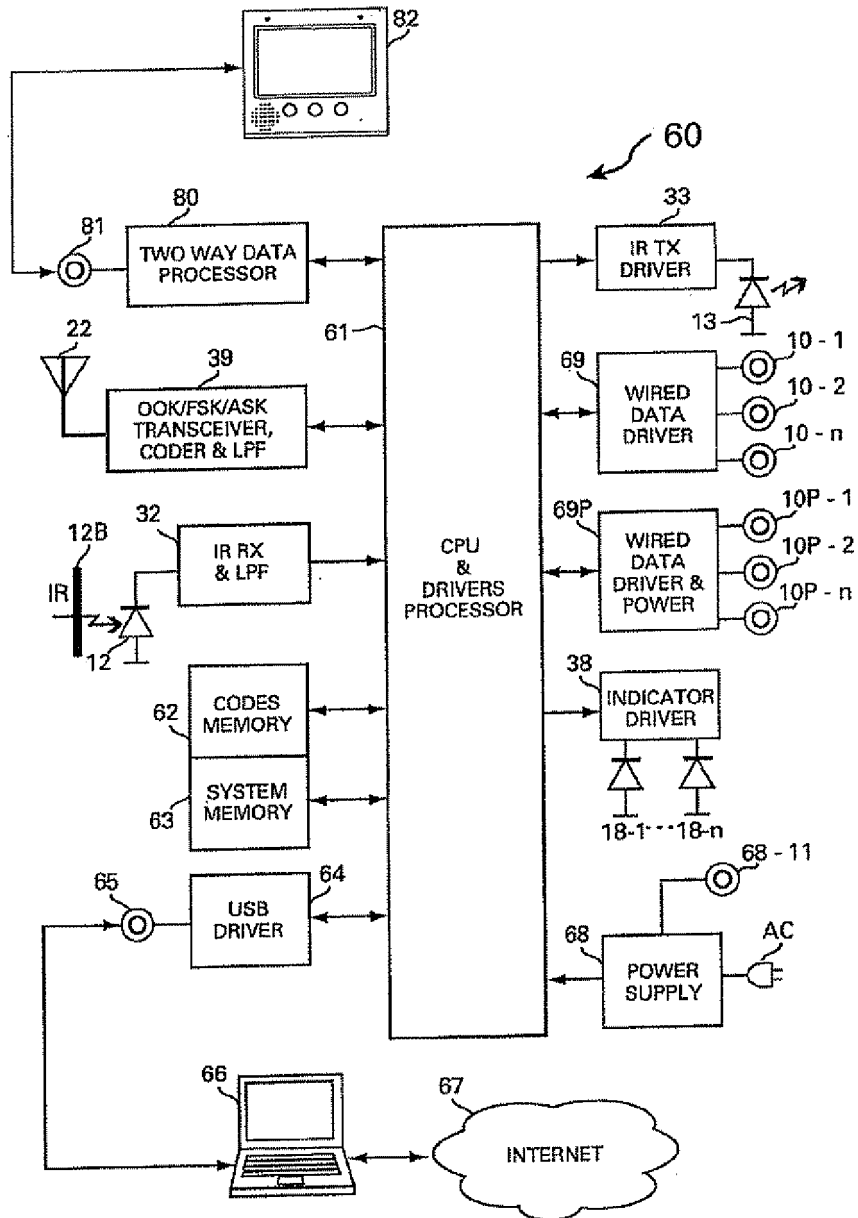 82
60
80
81
TWO WAY DATA
PROCESSOR
61
33
IR TX
DRIVER
13
22
39
OOK/FSK/ASK
TRANSCEIVER,
CODER & LPF
69
WIRED
DATA
DRIVER
10 - 1
10 - 2
10 - n
12B
IR
12
32
IR RX
& LPF
CPU
&
DRIVERS
PROCESSOR
69P
WIRED
DATA
DRIVER &
POWER
10P - 1
10P - 2
10P - n
62
CODES
MEMORY
63
SYSTEM
MEMORY
38
INDICATOR
DRIVER
18-1 ··· 18-n
65
USB
DRIVER
64
68 - 11
68
POWER
SUPPLY
AC
66
67
INTERNET